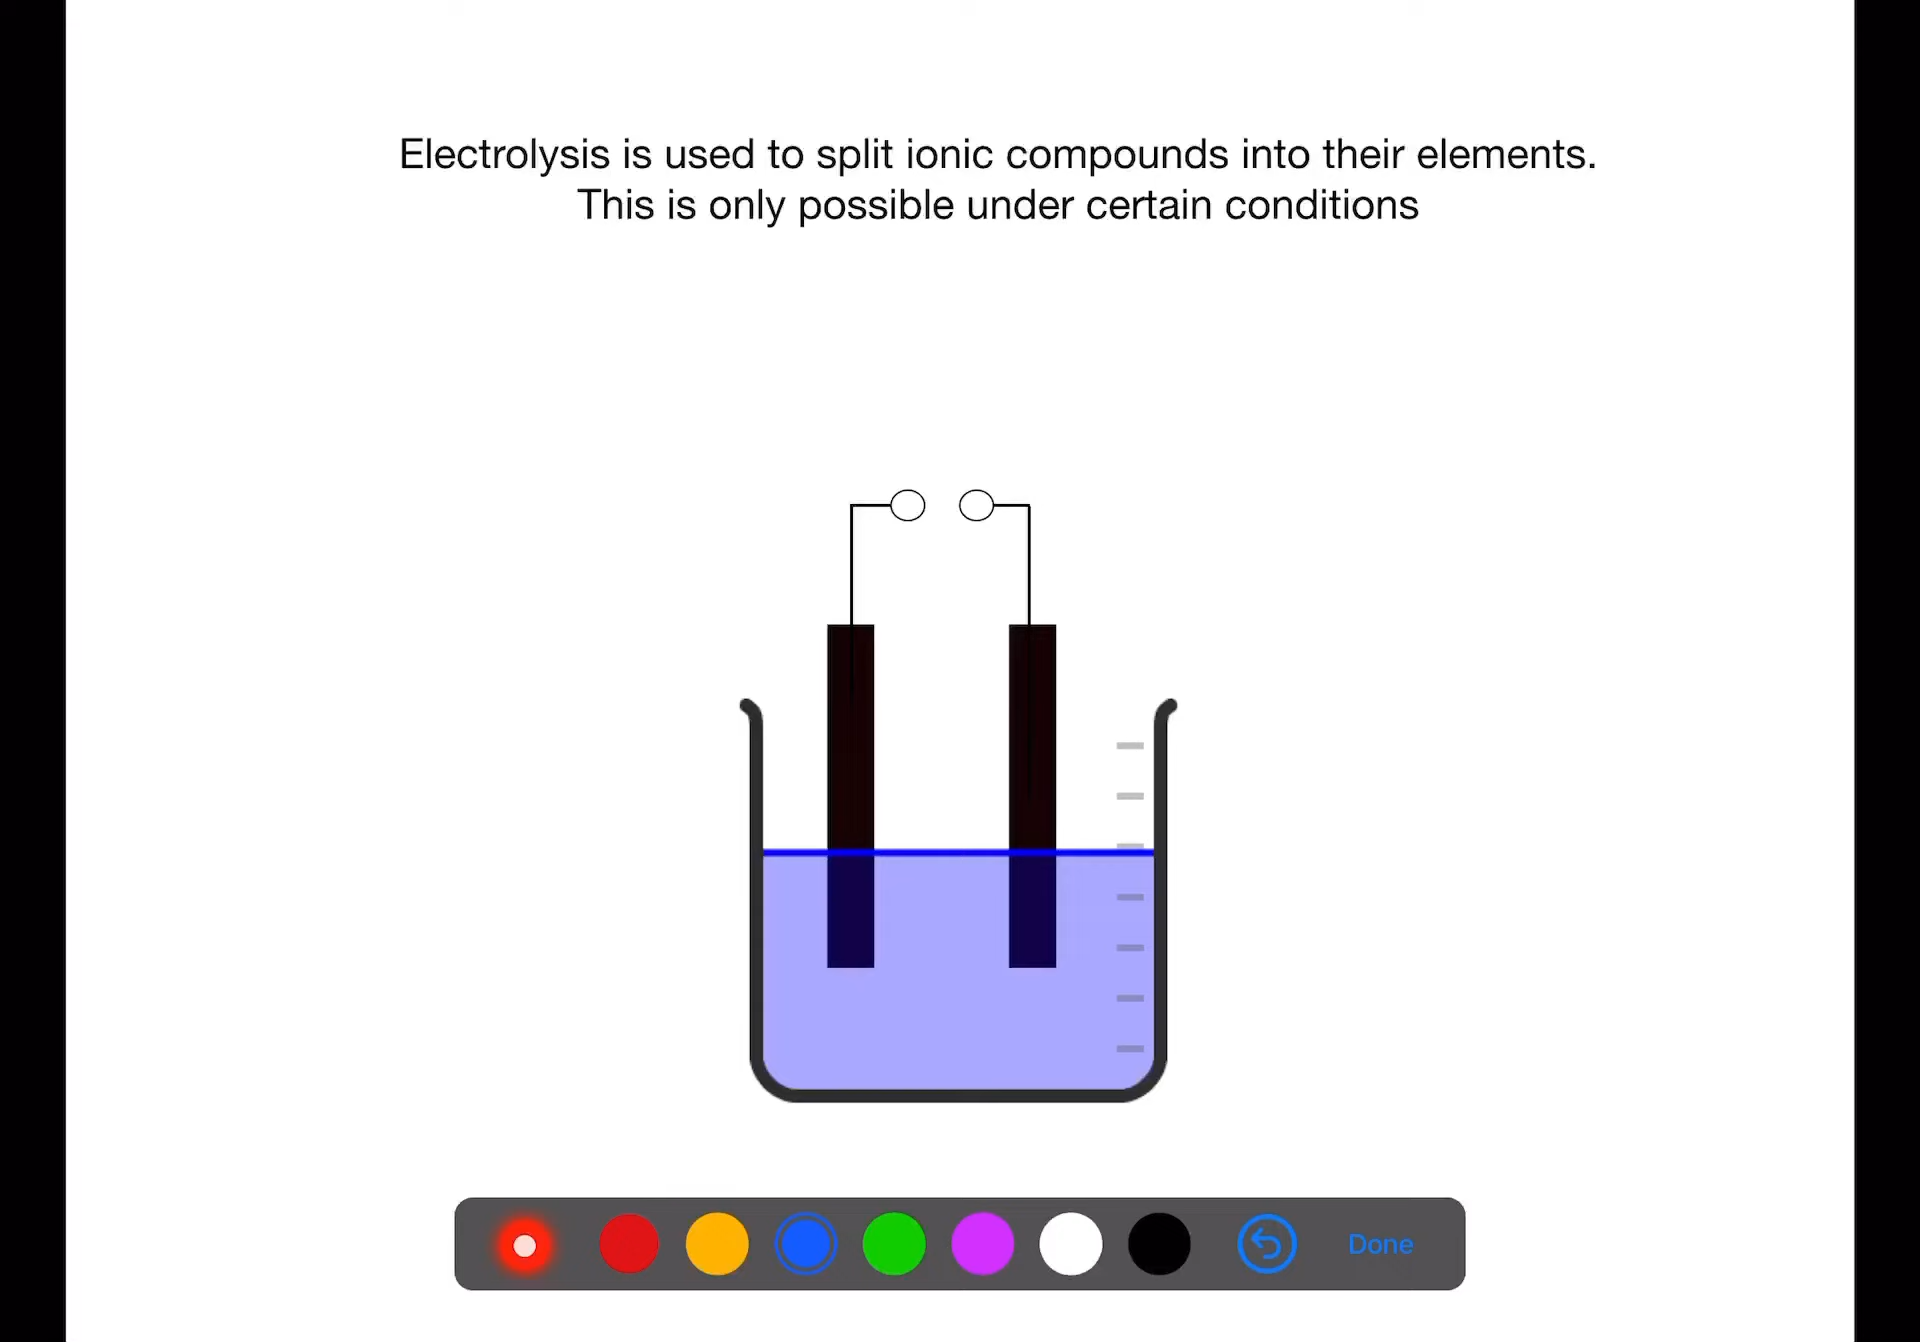 Electrolysis is used to split ionic compounds into their elements.
This is only possible under certain conditions
Done